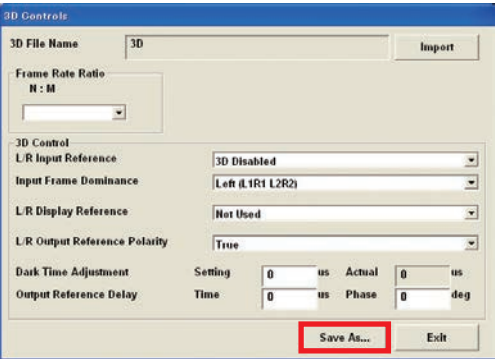 3D Controls
3D File Name 3D Import
Frame Rate Ratio
N : M
3D Control
L/R Input Reference 3D Disabled
Input Frame Dominance Left (L1R1 L2R2)
L/R Display Reference Not Used
L/R Output Reference Polarity True
Dark Time Adjustment Setting 0 us Actual 0 us
Output Reference Delay Time 0 us Phase 0 deg
Save As... Exit